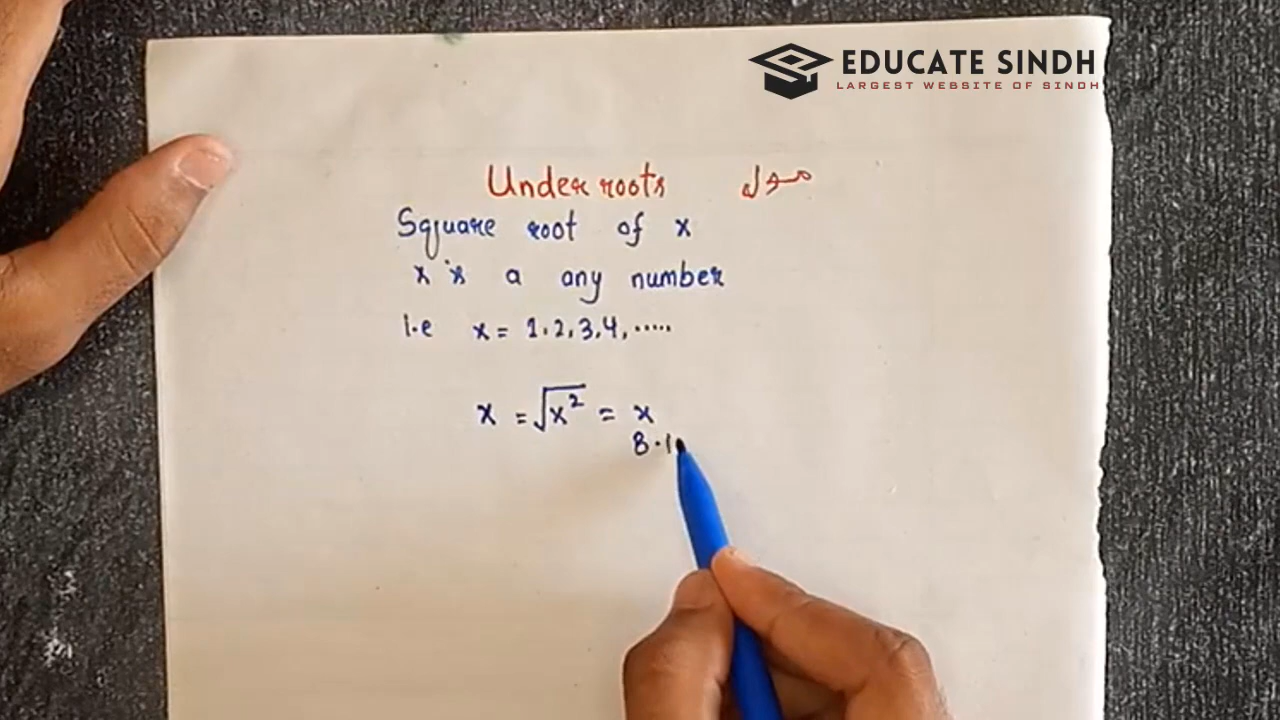 EDUCATE SINDH
LARGEST WEBSITE OF SINDH
Under roots
Square root of x
x is a any number
I.e x = 1,2,3,4, .....
x = √x² = x
8.1